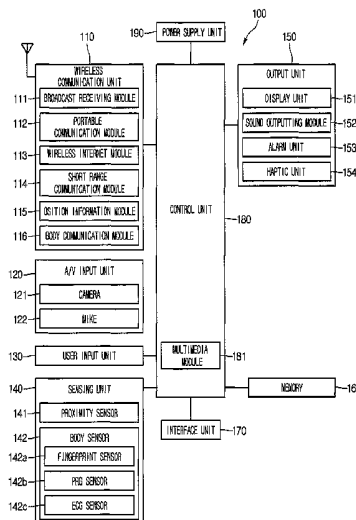 100
190
POWER SUPPLY UNIT
110
WIRELESS
COMMUNICATION UNIT
111
BROADCAST RECEIVING MODULE
112
PORTABLE
COMMUNICATION MODULE
113
WIRELESS INTERNET MODULE
114
SHORT RANGE
COMMUNICATION MODULE
115
OSITION INFORMATION MODULE
116
BODY COMMUNICATION MODULE
120
A/V INPUT UNIT
121
CAMERA
122
MIKE
130
USER INPUT UNIT
140
SENSING UNIT
141
PROXIMITY SENSOR
142
BODY SENSOR
142a
FINGERPRINT SENSOR
142b
PRG SENSOR
142c
ECG SENSOR
CONTROL UNIT
180
MULTIMEDIA
MODULE
181
INTERFACE UNIT
170
150
OUTPUT UNIT
DISPLAY UNIT
151
SOUND OUTPUTTING MODULE
152
ALARM UNIT
153
HAPTIC UNIT
154
MEMORY
16